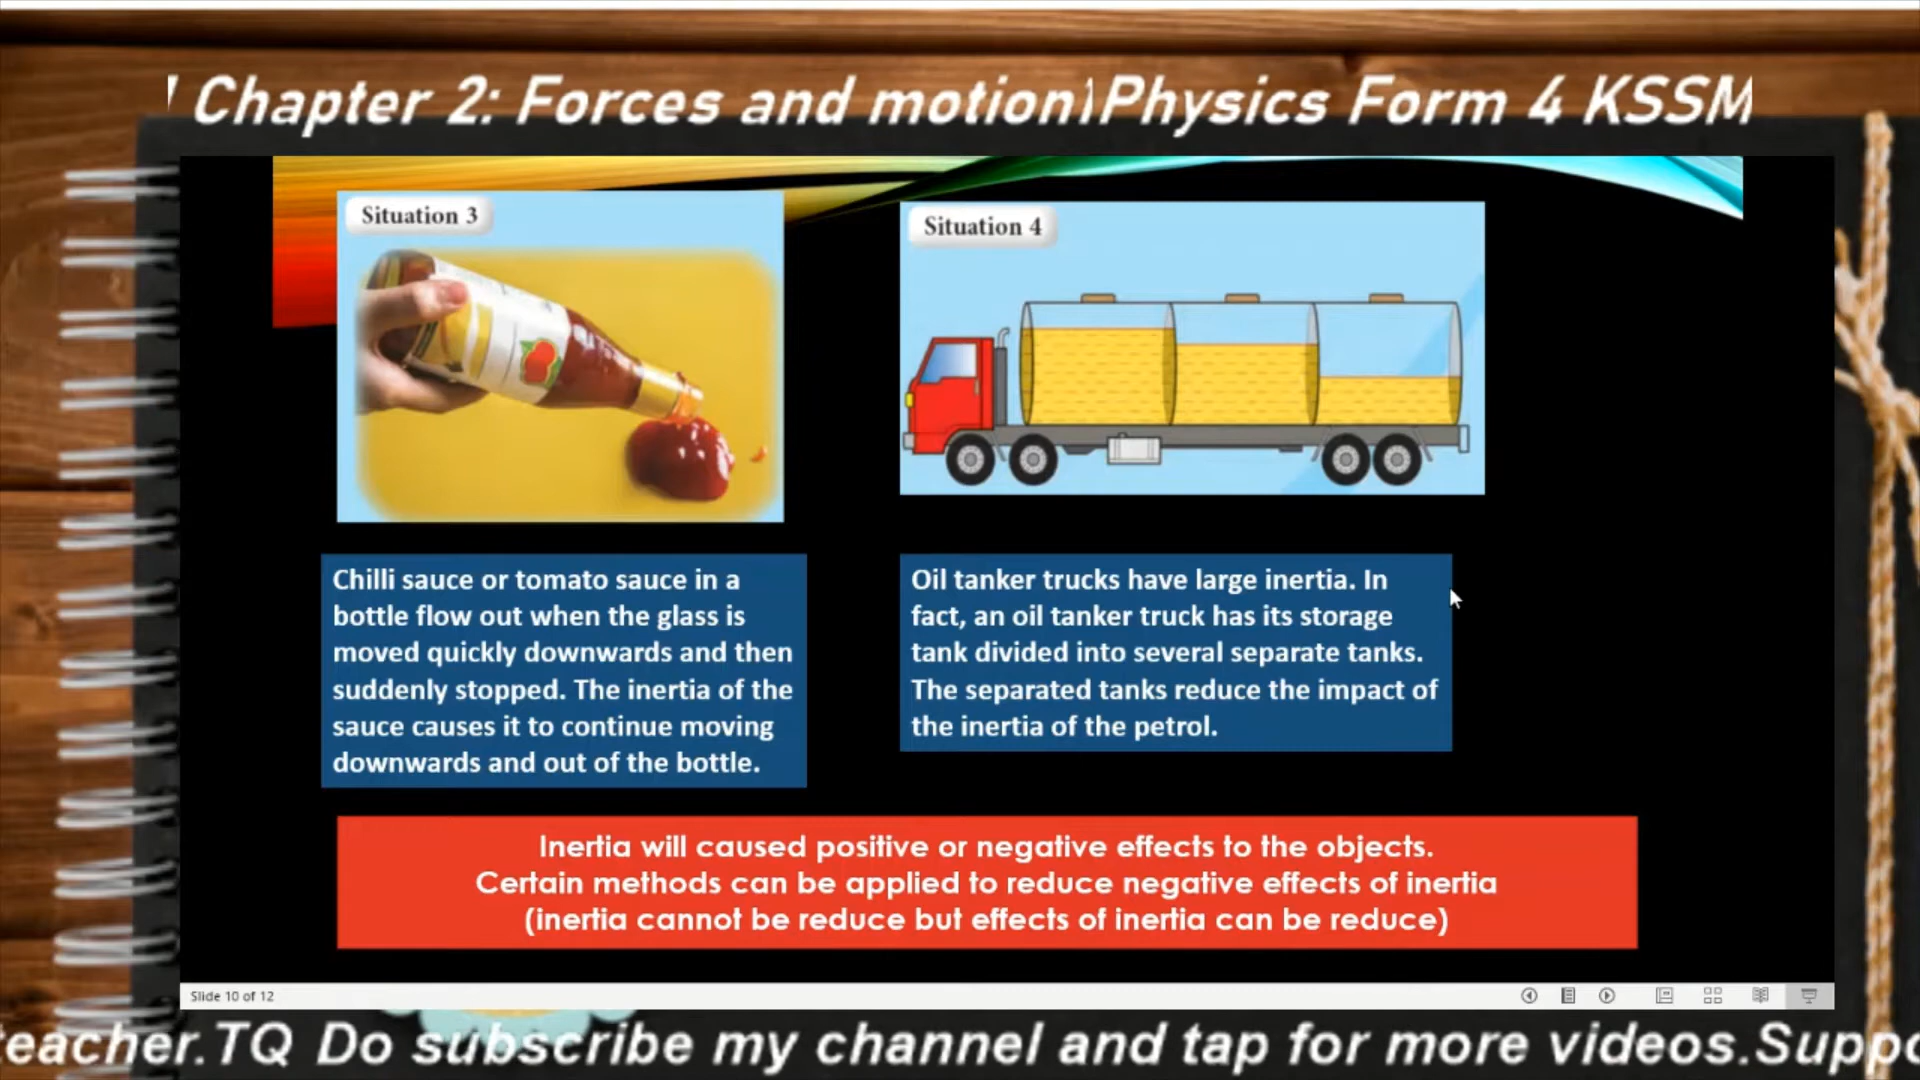 Chapter 2: Forces and motion)
Physics Form 4 KSSM
Situation 3
Situation 4
Chilli sauce or tomato sauce in a
bottle flow out when the glass is
moved quickly downwards and then
suddenly stopped. The inertia of the
sauce causes it to continue moving
downwards and out of the bottle.
Oil tanker trucks have large inertia. In
fact, an oil tanker truck has its storage
tank divided into several separate tanks.
The separated tanks reduce the impact of
the inertia of the petrol.
Inertia will caused positive or negative effects to the objects.
Certain methods can be applied to reduce negative effects of inertia
(inertia cannot be reduce but effects of inertia can be reduce)
Slide 10 of 12
teacher.TQ Do subscribe my channel and tap for more videos.Suppo